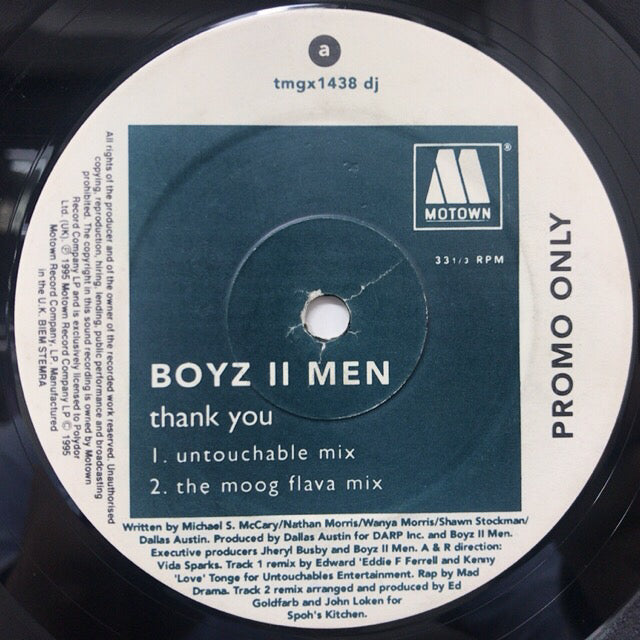 a
tmgx1438 dj
MOTOWN
®
33 1/3 RPM
PROMO ONLY
BOYZ II MEN
thank you
1. untouchable mix
2. the moog flava mix
Written by Michael S. McCary/Nathan Morris/Wanya Morris/Shawn Stockman/
Dallas Austin. Produced by Dallas Austin for DARP Inc. and Boyz II Men.
Executive producers Jheryl Busby and Boyz II Men. A & R direction:
Vida Sparks. Track 1 remix by Edward 'Eddie F Ferrell and Kenny
'Love' Tonge for Untouchables Entertainment. Rap by Mad
Drama. Track 2 remix arranged and produced by Ed
Goldfarb and John Loken for
Spoh's Kitchen.
All rights of the producer and of the owner of the recorded work reserved. Unauthorised
copying, reproduction, hiring, lending, public performance and broadcasting
prohibited. The copyright in this sound recording is owned by Motown
Record Company LP and is exclusively licensed to Polydor
Ltd. (UK). ℗ 1995 Motown Record Company LP © 1995
Motown Record Company, LP. Manufactured
in the U.K. BIEM STEMRA